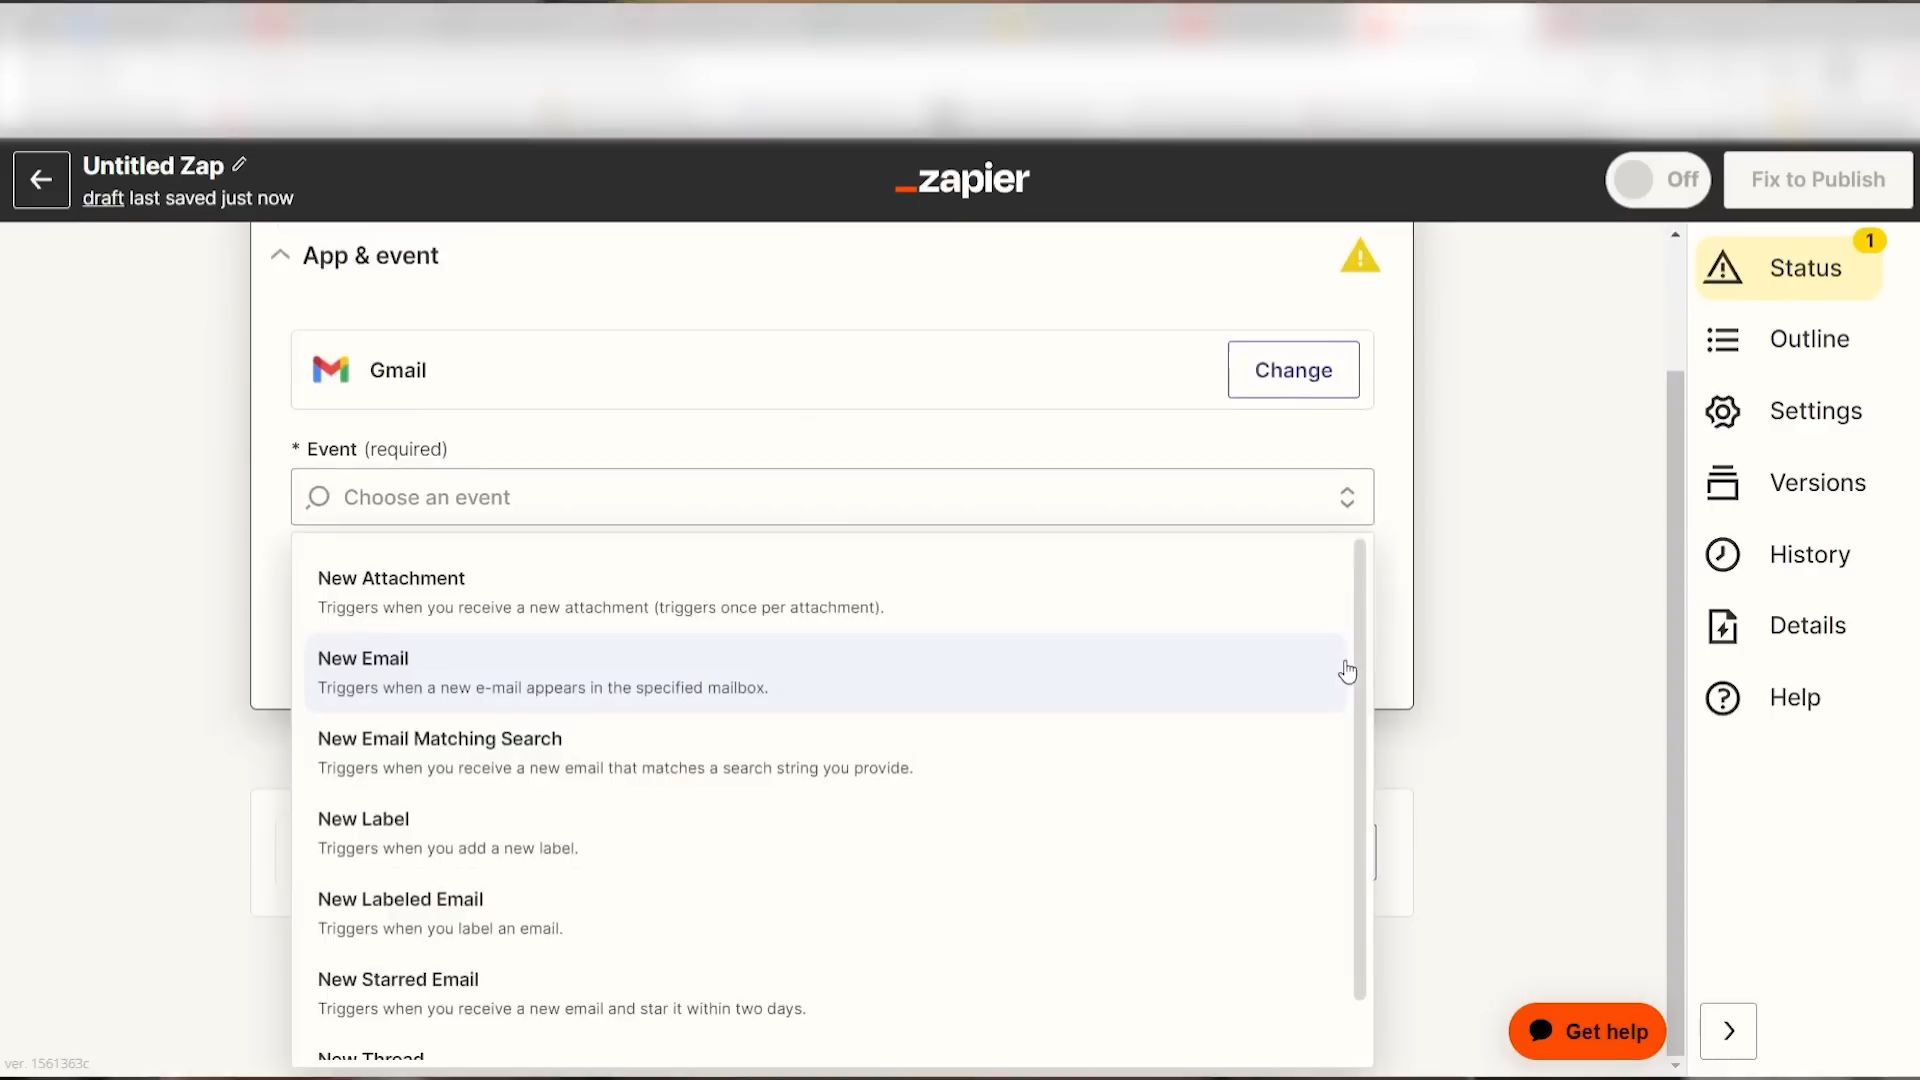 Untitled Zap
draft last saved just now
zapier
Off
Fix to Publish
App & event
Gmail
Change
* Event (required)
Choose an event
New Attachment
Triggers when you receive a new attachment (triggers once per attachment).
New Email
Triggers when a new e-mail appears in the specified mailbox.
New Email Matching Search
Triggers when you receive a new email that matches a search string you provide.
New Label
Triggers when you add a new label.
New Labeled Email
Triggers when you label an email.
New Starred Email
Triggers when you receive a new email and star it within two days.
New Thread
1
Status
Outline
Settings
Versions
History
Details
Help
Get help
ver. 1561363c